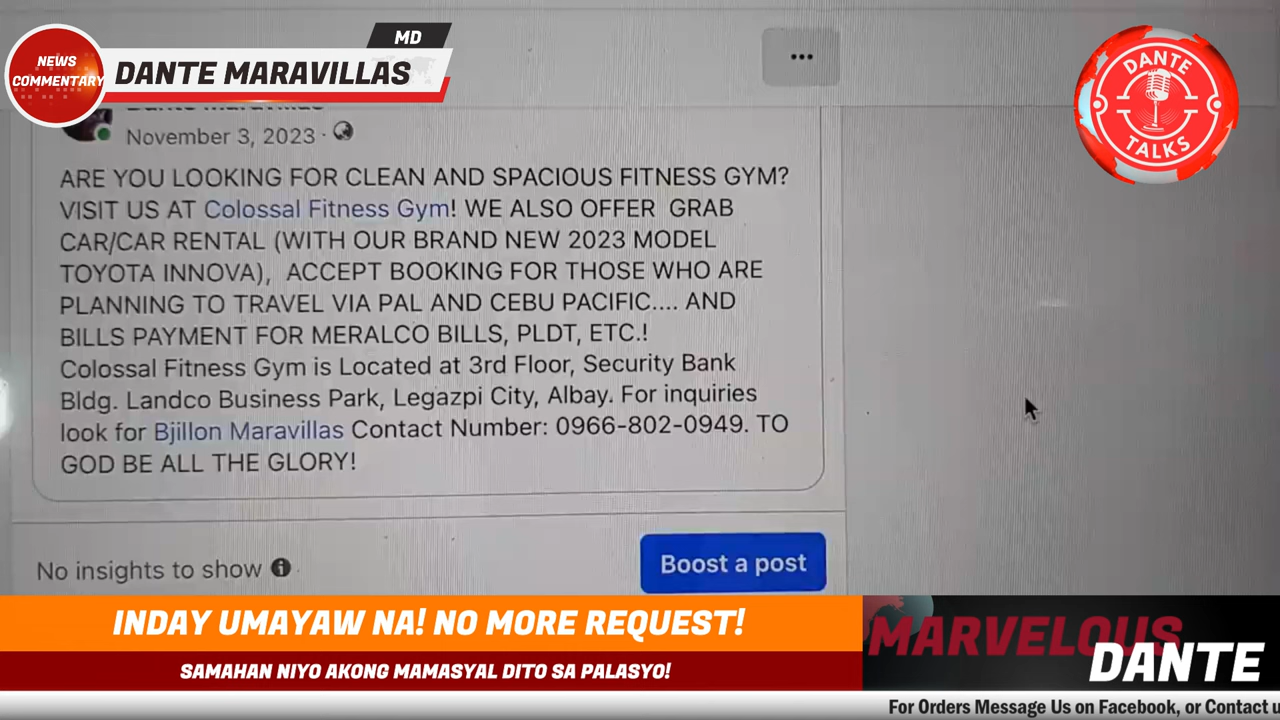 NEWS
COMMENTARY
MD
DANTE MARAVILLAS
DANTE
TALKS
...
Dante Maravillas
November 3, 2023 ·
ARE YOU LOOKING FOR CLEAN AND SPACIOUS FITNESS GYM?
VISIT US AT Colossal Fitness Gym! WE ALSO OFFER GRAB
CAR/CAR RENTAL (WITH OUR BRAND NEW 2023 MODEL
TOYOTA INNOVA), ACCEPT BOOKING FOR THOSE WHO ARE
PLANNING TO TRAVEL VIA PAL AND CEBU PACIFIC.... AND
BILLS PAYMENT FOR MERALCO BILLS, PLDT, ETC.!
Colossal Fitness Gym is Located at 3rd Floor, Security Bank
Bldg. Landco Business Park, Legazpi City, Albay. For inquiries
look for Bjillon Maravillas Contact Number: 0966-802-0949. TO
GOD BE ALL THE GLORY!
No insights to show
Boost a post
INDAY UMAYAW NA! NO MORE REQUEST!
SAMAHAN NIYO AKONG MAMASYAL DITO SA PALASYO!
MARVELOUS
DANTE
For Orders Message Us on Facebook, or Contact u